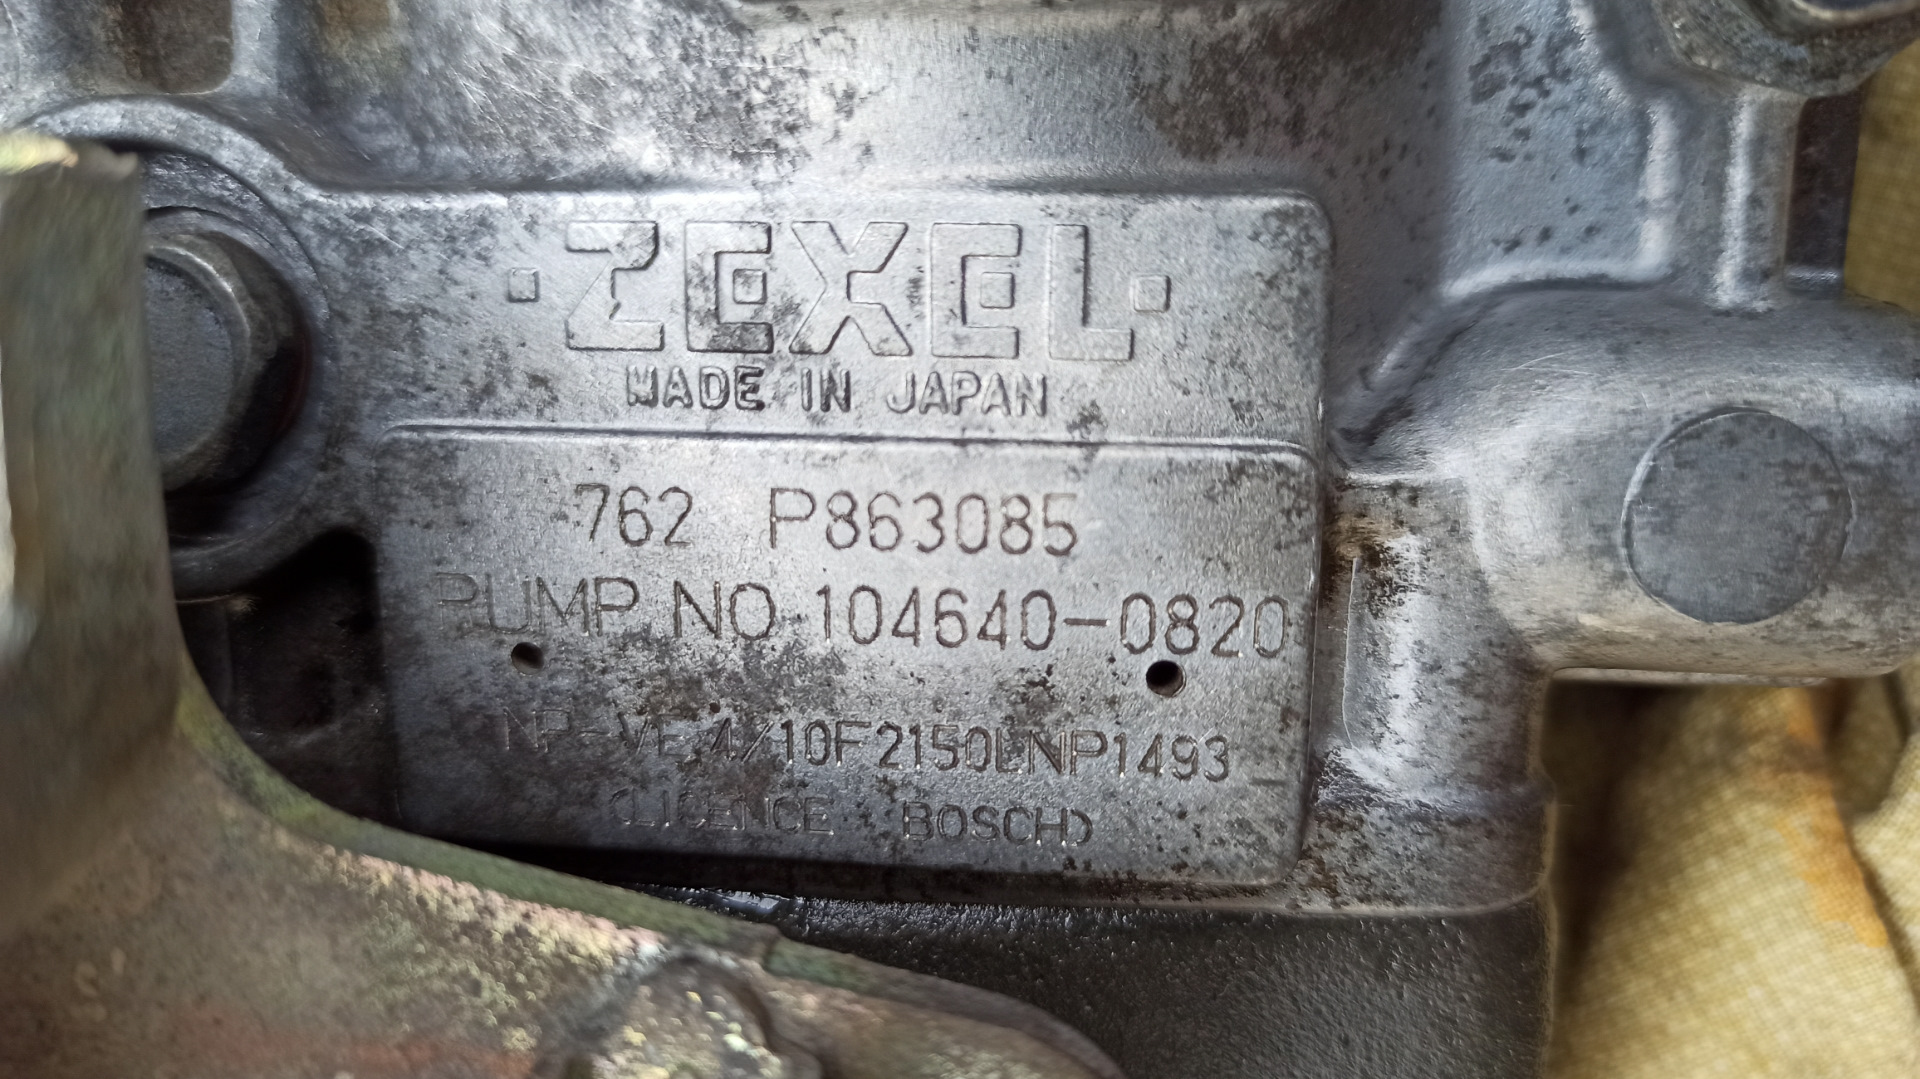 ·ZEXEL·
MADE IN JAPAN
762 P863085
PUMP NO 104640-0820
NP-VE4/10F2150LNP1493
(LICENCE BOSCH)